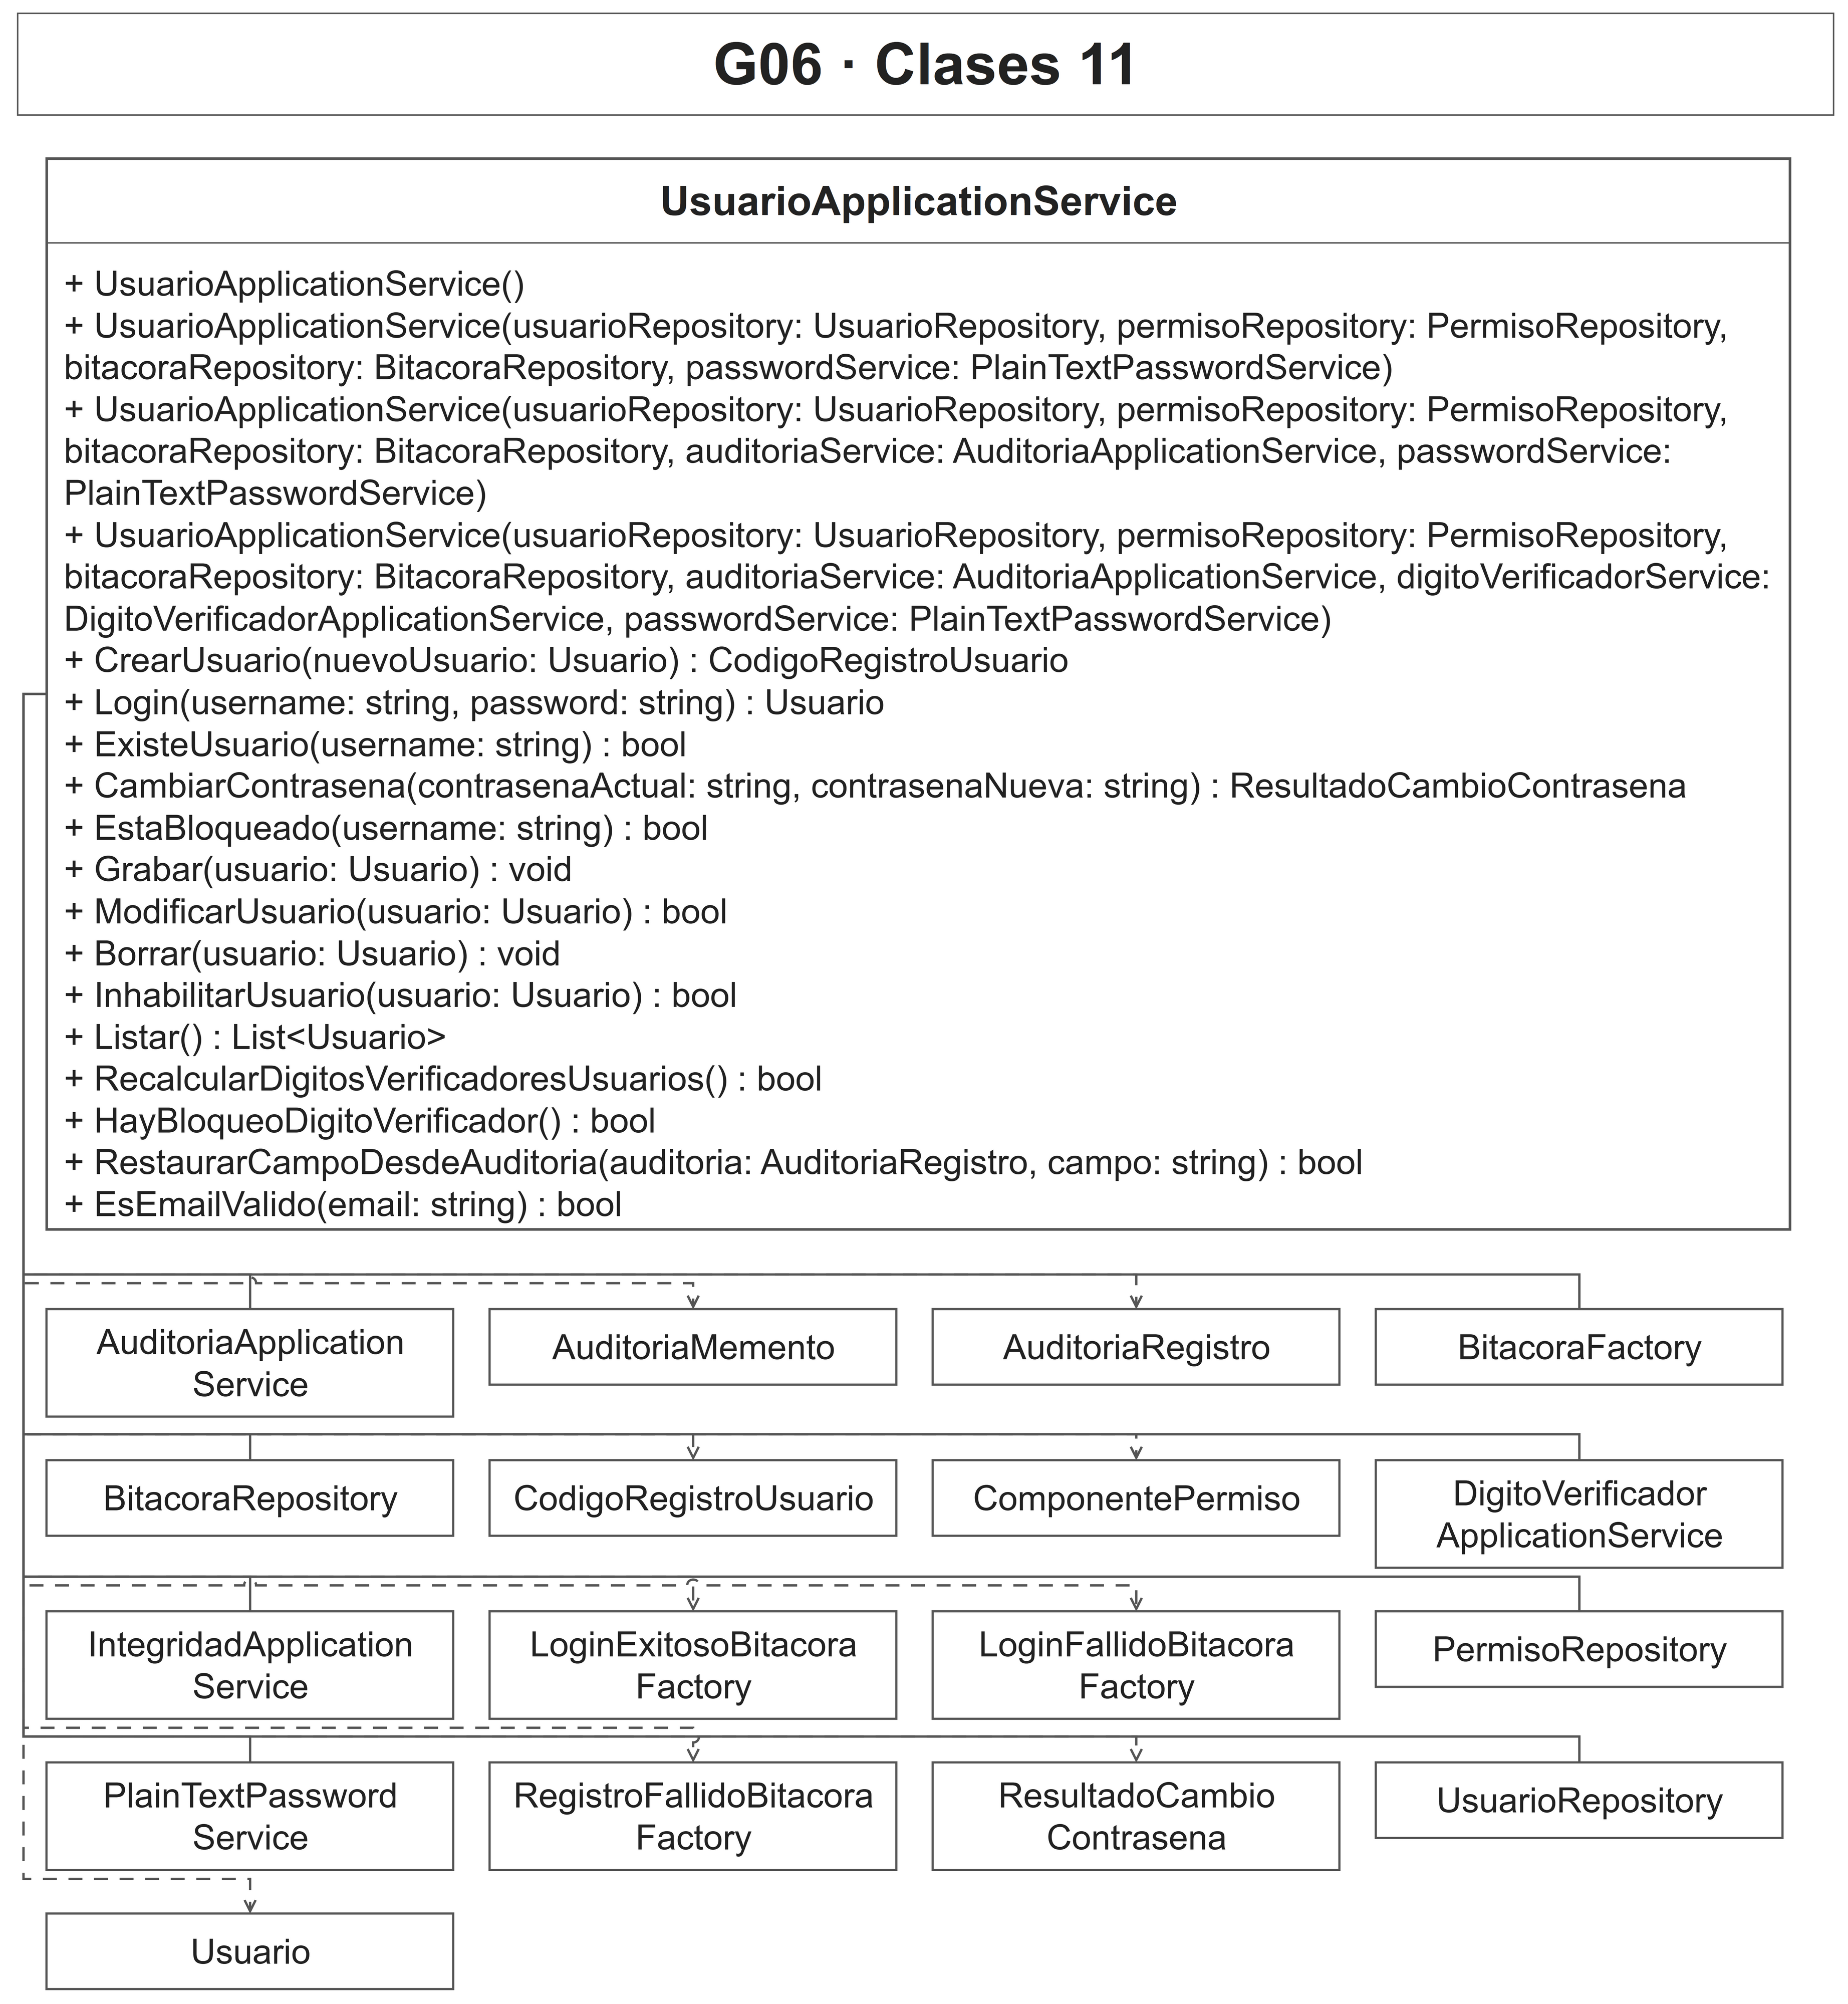 G06 · Clases 11
UsuarioApplicationService
+ UsuarioApplicationService()
+ UsuarioApplicationService(usuarioRepository: UsuarioRepository, permisoRepository: PermisoRepository,
bitacoraRepository: BitacoraRepository, passwordService: PlainTextPasswordService)
+ UsuarioApplicationService(usuarioRepository: UsuarioRepository, permisoRepository: PermisoRepository,
bitacoraRepository: BitacoraRepository, auditoriaService: AuditoriaApplicationService, passwordService:
PlainTextPasswordService)
+ UsuarioApplicationService(usuarioRepository: UsuarioRepository, permisoRepository: PermisoRepository,
bitacoraRepository: BitacoraRepository, auditoriaService: AuditoriaApplicationService, digitoVerificadorService:
DigitoVerificadorApplicationService, passwordService: PlainTextPasswordService)
+ CrearUsuario(nuevoUsuario: Usuario) : CodigoRegistroUsuario
+ Login(username: string, password: string) : Usuario
+ ExisteUsuario(username: string) : bool
+ CambiarContrasena(contrasenaActual: string, contrasenaNueva: string) : ResultadoCambioContrasena
+ EstaBloqueado(username: string) : bool
+ Grabar(usuario: Usuario) : void
+ ModificarUsuario(usuario: Usuario) : bool
+ Borrar(usuario: Usuario) : void
+ InhabilitarUsuario(usuario: Usuario) : bool
+ Listar() : List<Usuario>
+ RecalcularDigitosVerificadoresUsuarios() : bool
+ HayBloqueoDigitoVerificador() : bool
+ RestaurarCampoDesdeAuditoria(auditoria: AuditoriaRegistro, campo: string) : bool
+ EsEmailValido(email: string) : bool
AuditoriaApplication
Service
AuditoriaMemento
AuditoriaRegistro
BitacoraFactory
BitacoraRepository
CodigoRegistroUsuario
ComponentePermiso
DigitoVerificador
ApplicationService
IntegridadApplication
Service
LoginExitosoBitacora
Factory
LoginFallidoBitacora
Factory
PermisoRepository
PlainTextPassword
Service
RegistroFallidoBitacora
Factory
ResultadoCambio
Contrasena
UsuarioRepository
Usuario